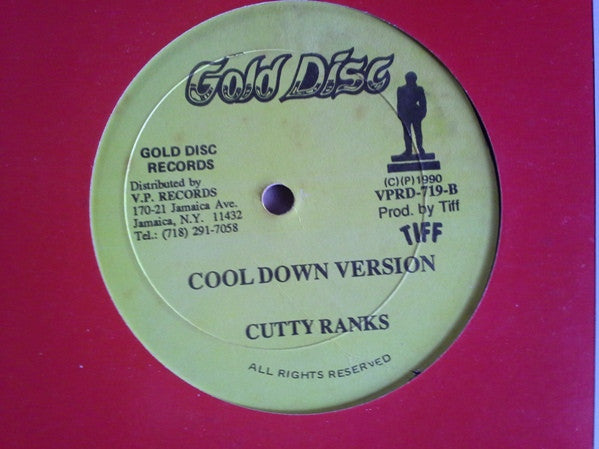 Gold Disc
GOLD DISC
RECORDS
Distributed by
V.P. RECORDS
170-21 Jamaica Ave.
Jamaica, N.Y. 11432
Tel.: (718) 291-7058
(C)(P)1990
VPRD-719-B
Prod. by Tiff
TIFF
COOL DOWN VERSION
CUTTY RANKS
ALL RIGHTS RESERVED